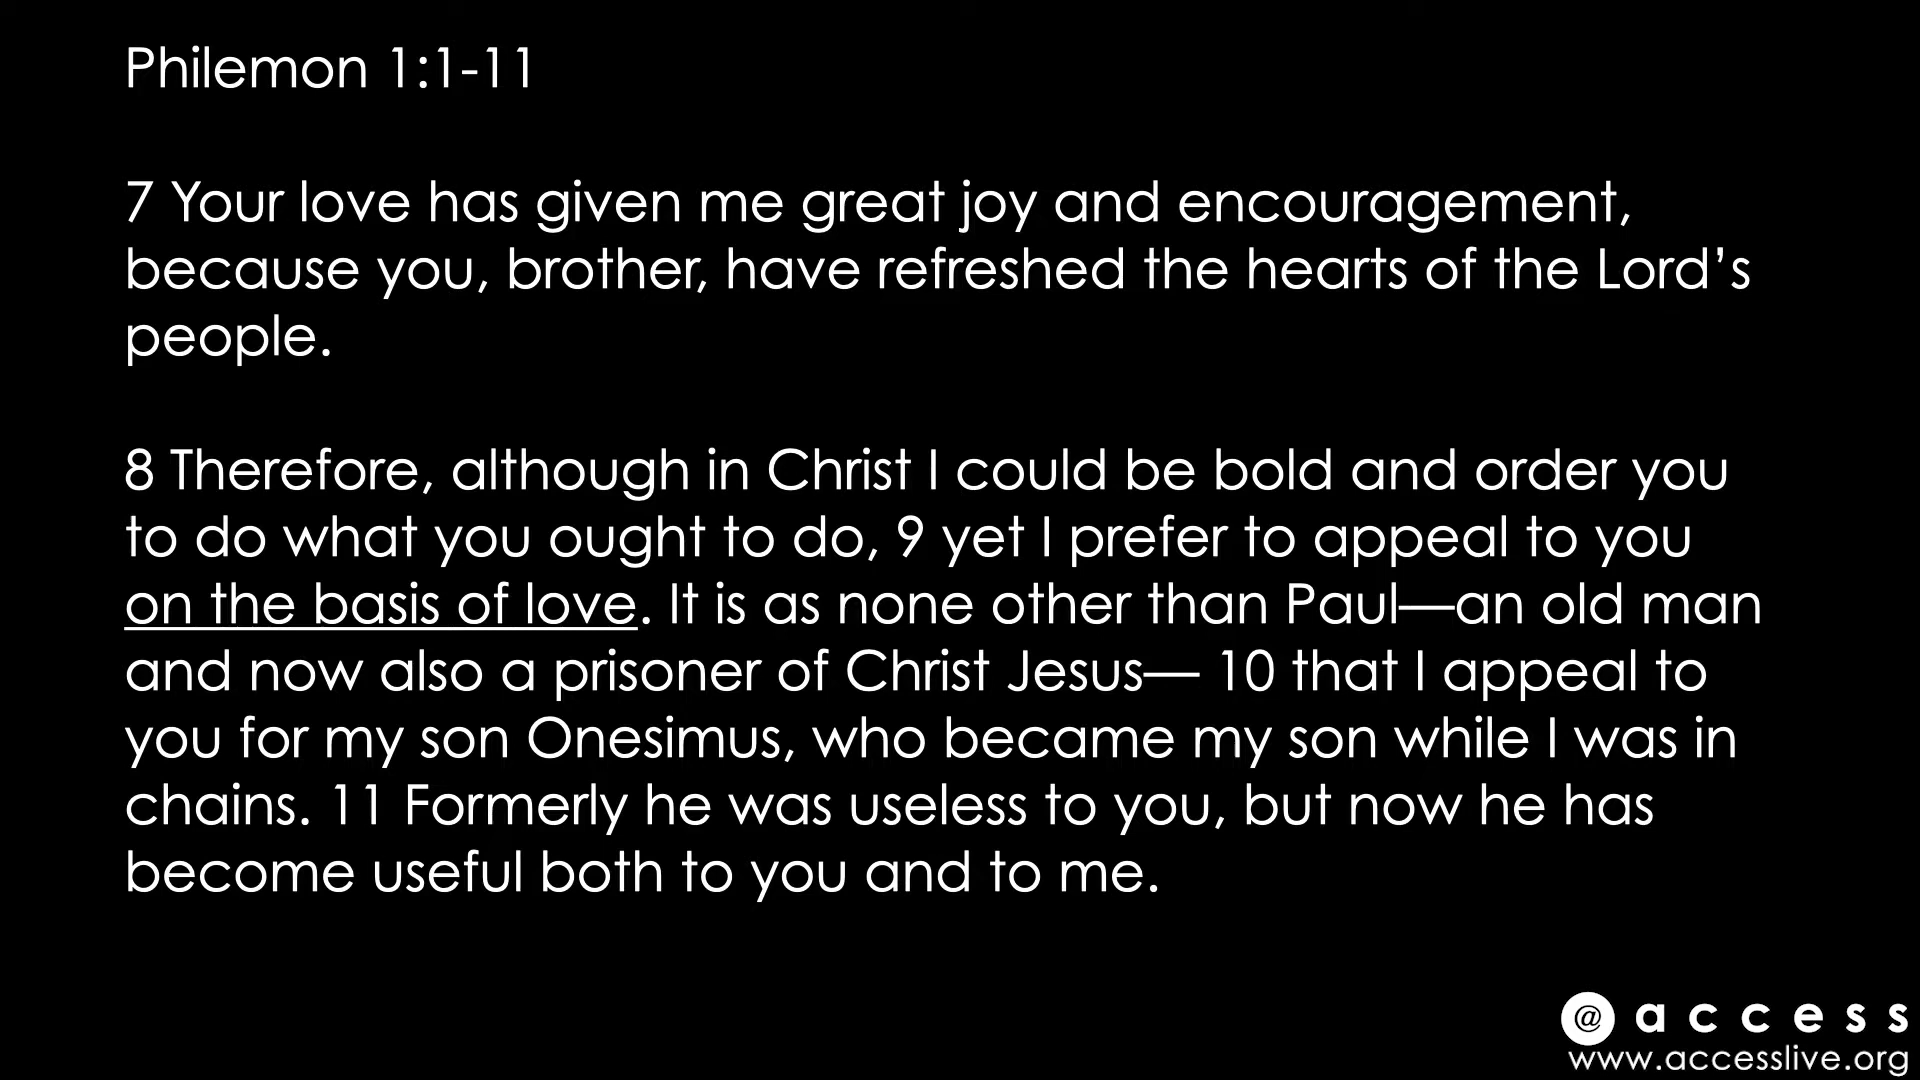 Philemon 1:1-11
7 Your love has given me great joy and encouragement,
because you, brother, have refreshed the hearts of the Lord’s
people.
8 Therefore, although in Christ I could be bold and order you
to do what you ought to do, 9 yet I prefer to appeal to you
on the basis of love. It is as none other than Paul—an old man
and now also a prisoner of Christ Jesus— 10 that I appeal to
you for my son Onesimus, who became my son while I was in
chains. 11 Formerly he was useless to you, but now he has
become useful both to you and to me.
@ access
www.accesslive.org